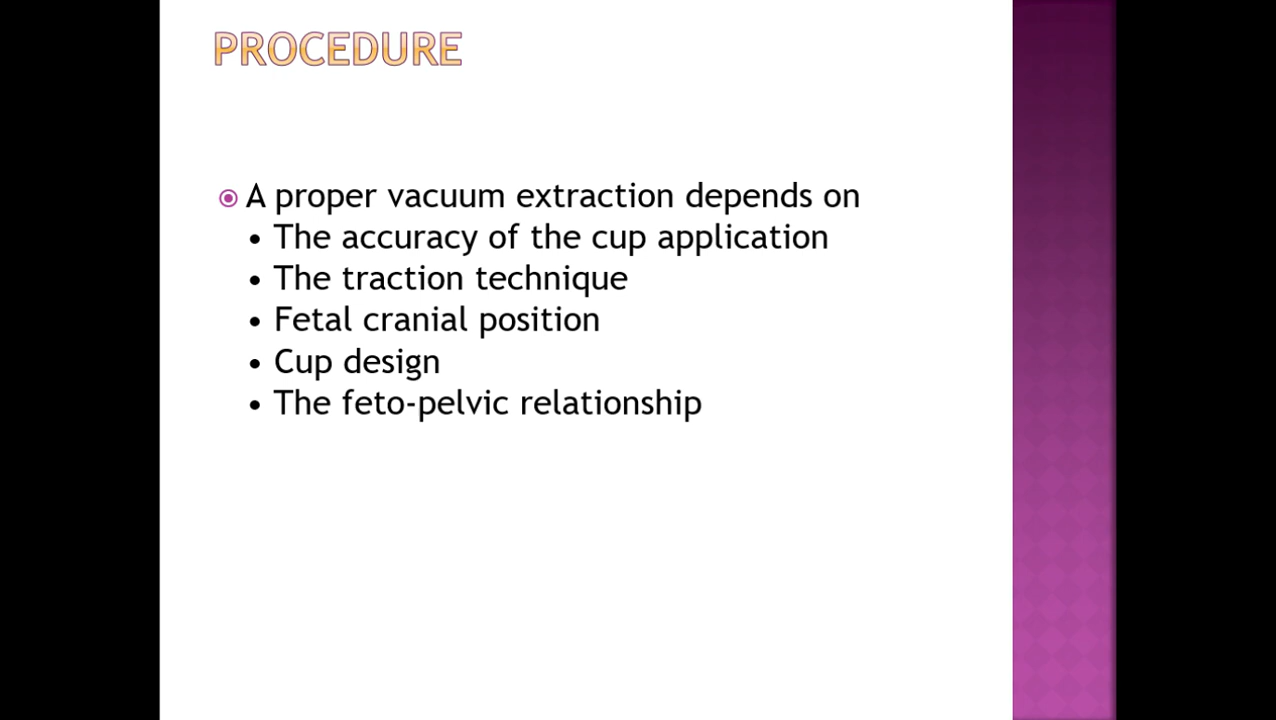 PROCEDURE
A proper vacuum extraction depends on
• The accuracy of the cup application
• The traction technique
• Fetal cranial position
• Cup design
• The feto-pelvic relationship